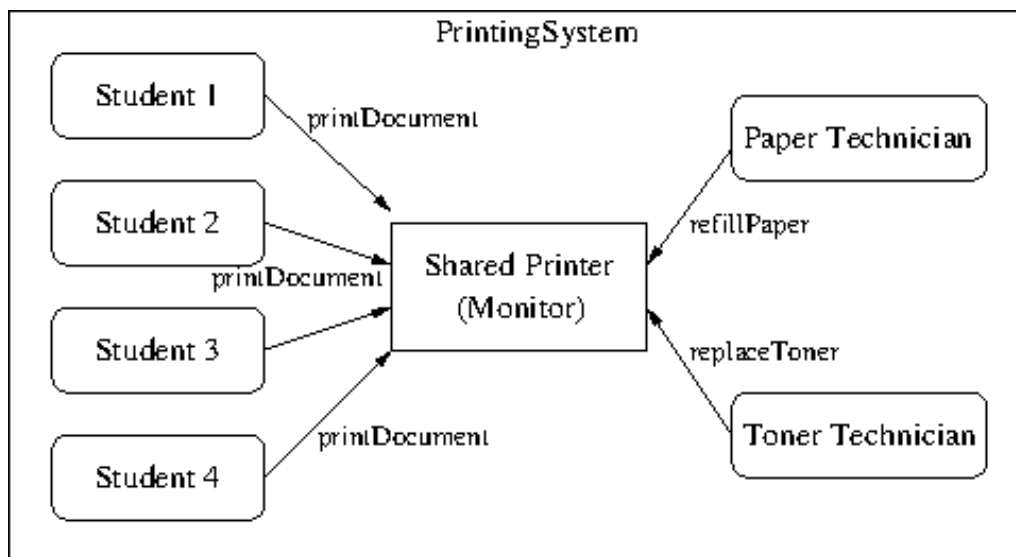 PrintingSystem
Student 1
printDocument
Student 2
printDocument
Student 3
Student 4
printDocument
Shared Printer
(Monitor)
Paper Technician
refillPaper
replaceToner
Toner Technician